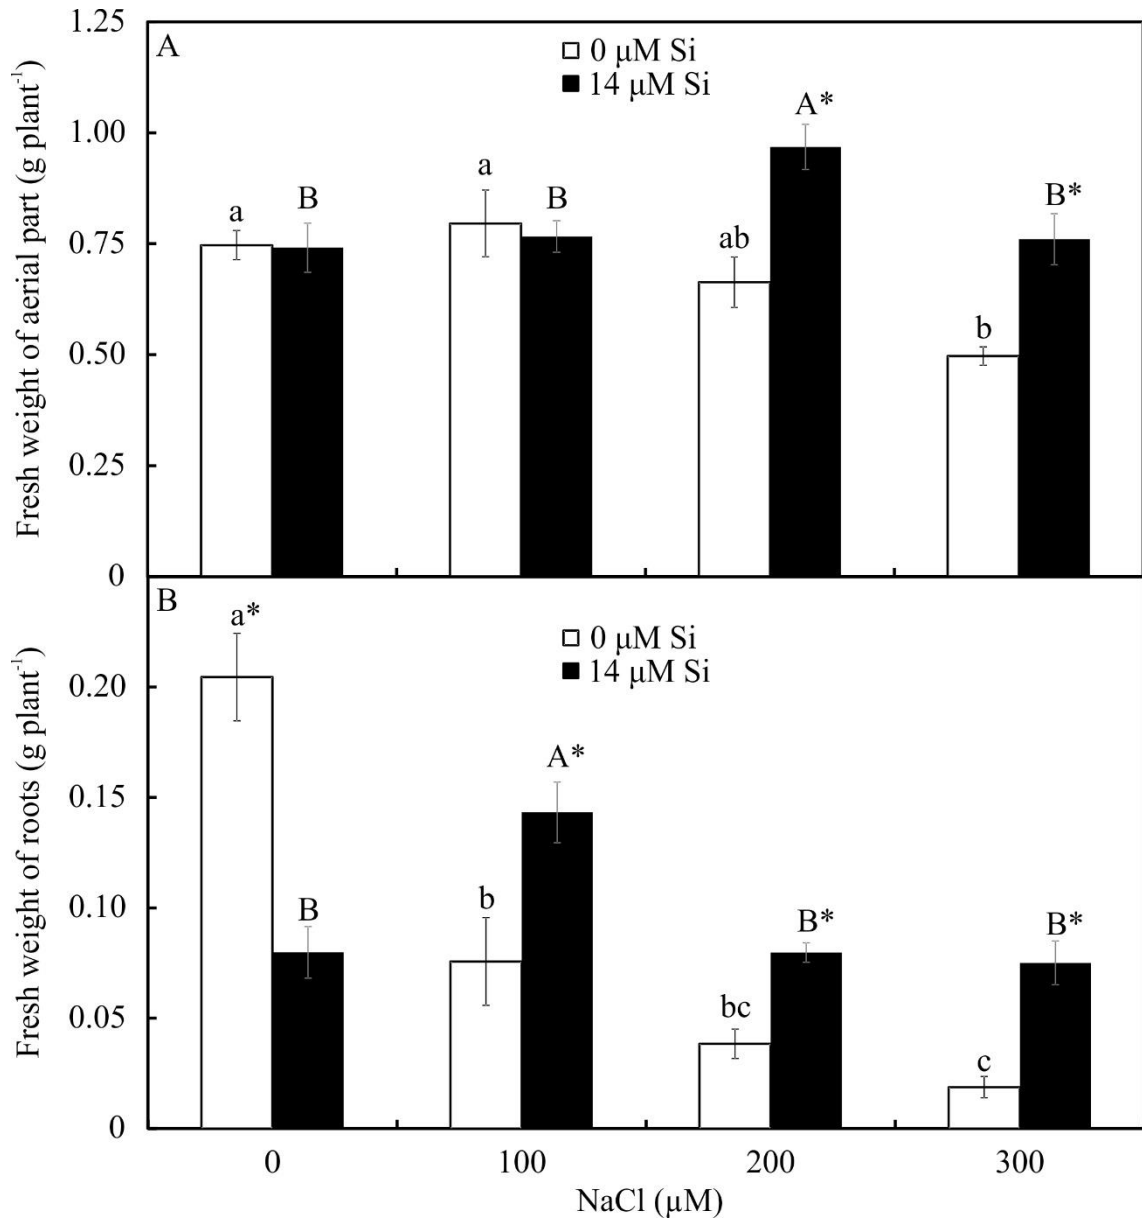 A
1.25
1.00
0.75
0.50
0.25
0
Fresh weight of aerial part (g plant⁻¹)
0 μM Si
14 μM Si
a
B
a
B
ab
A*
b
B*
B
0.20
0.15
0.10
0.05
0
Fresh weight of roots (g plant⁻¹)
0 μM Si
14 μM Si
a*
B
b
A*
bc
B*
c
B*
0
100
200
300
NaCl (μM)